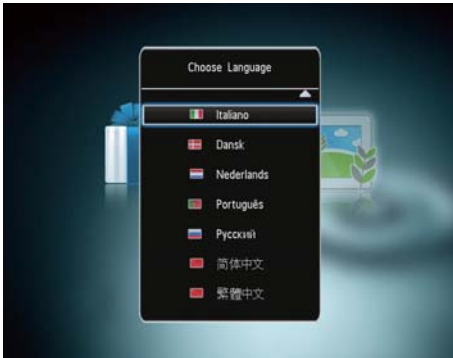 Choose Language
Italiano
Dansk
Nederlands
Português
Русский
简体中文
繁體中文